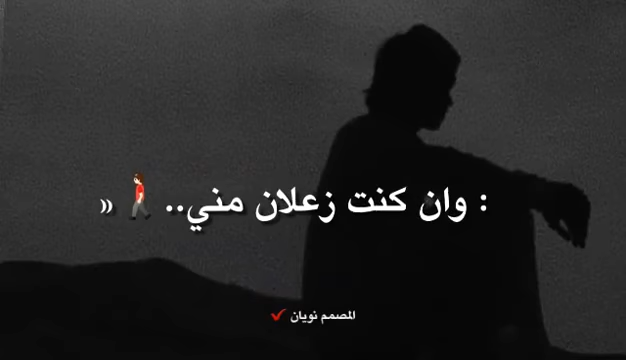 : وان كنت زعلان مني.. 🚶 »
المصمم نويان ✔